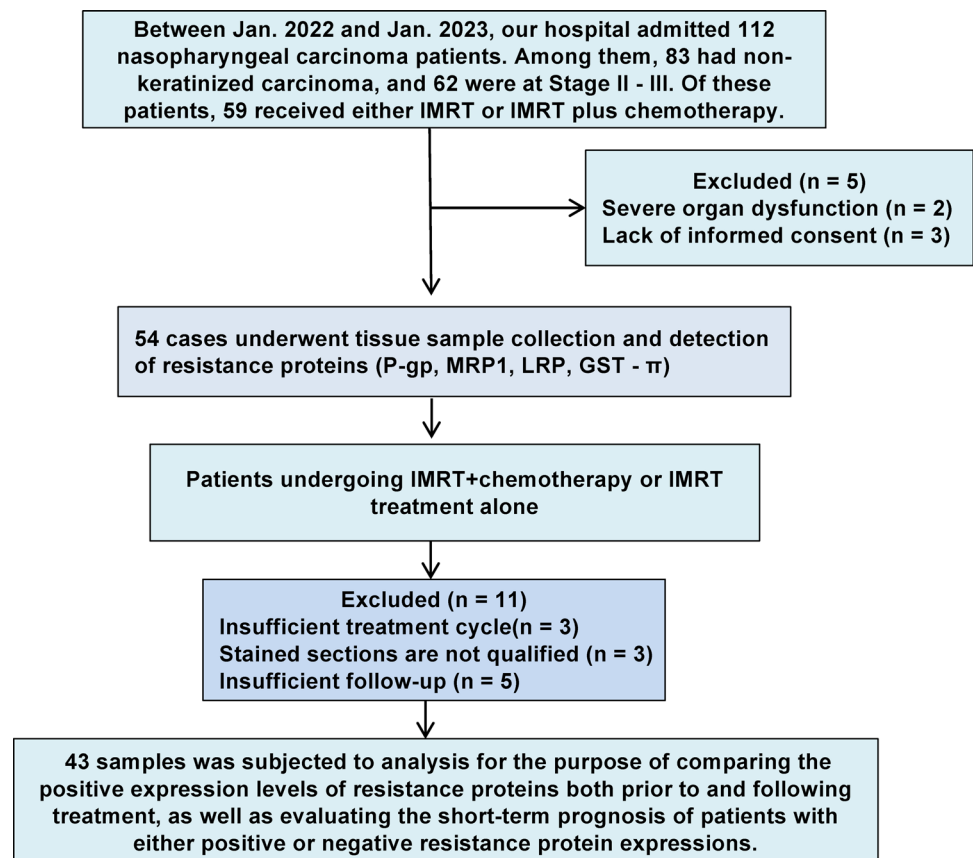 Between Jan. 2022 and Jan. 2023, our hospital admitted 112
nasopharyngeal carcinoma patients. Among them, 83 had non-
keratinized carcinoma, and 62 were at Stage II - III. Of these
patients, 59 received either IMRT or IMRT plus chemotherapy.
Excluded (n = 5)
Severe organ dysfunction (n = 2)
Lack of informed consent (n = 3)
54 cases underwent tissue sample collection and detection
of resistance proteins (P-gp, MRP1, LRP, GST - π)
Patients undergoing IMRT+chemotherapy or IMRT
treatment alone
Excluded (n = 11)
Insufficient treatment cycle(n = 3)
Stained sections are not qualified (n = 3)
Insufficient follow-up (n = 5)
43 samples was subjected to analysis for the purpose of comparing the
positive expression levels of resistance proteins both prior to and following
treatment, as well as evaluating the short-term prognosis of patients with
either positive or negative resistance protein expressions.